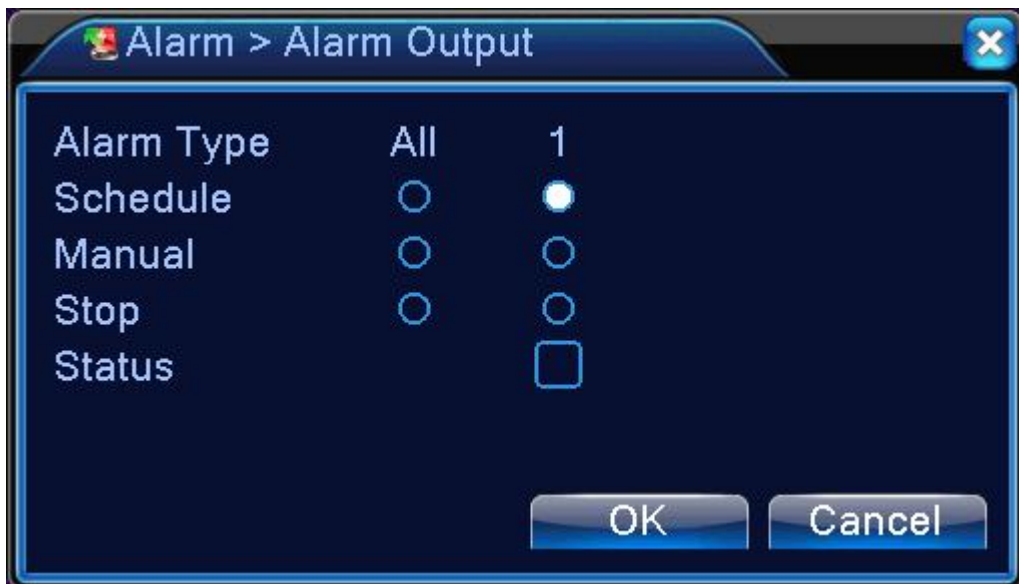 Alarm > Alarm Output
Alarm Type All 1
Schedule
Manual
Stop
Status
OK Cancel